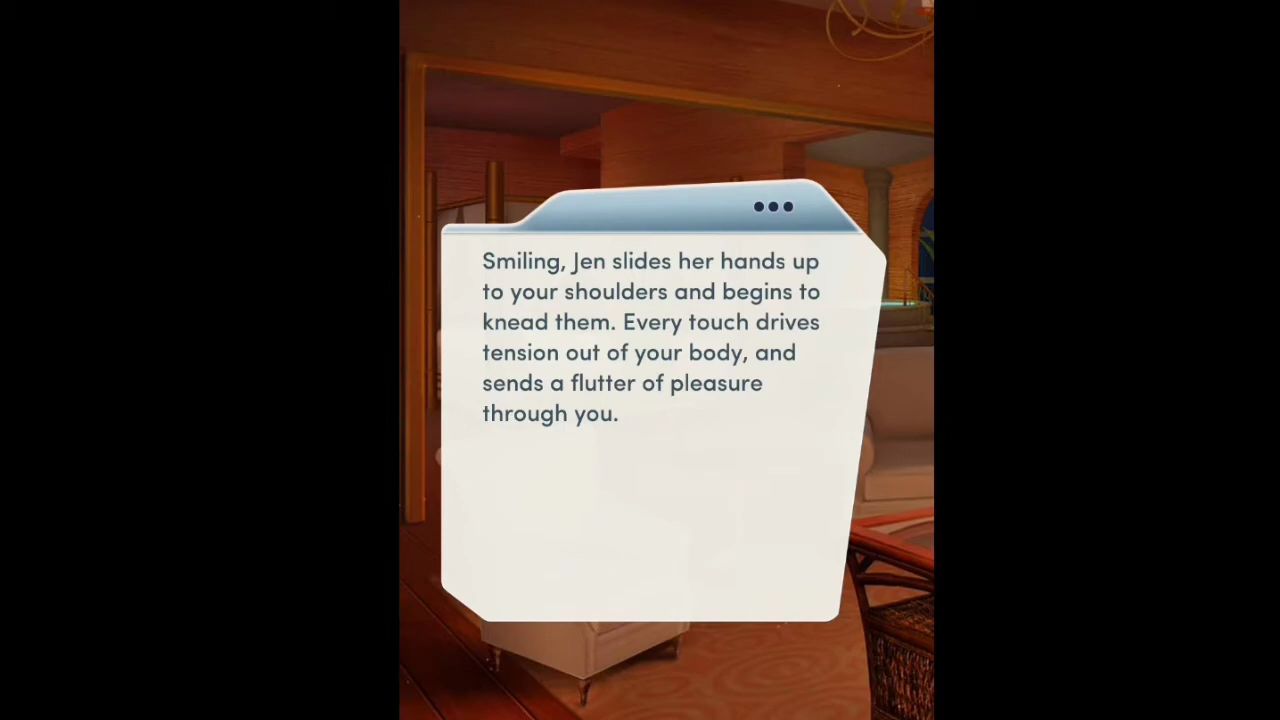 Smiling, Jen slides her hands up
to your shoulders and begins to
knead them. Every touch drives
tension out of your body, and
sends a flutter of pleasure
through you.